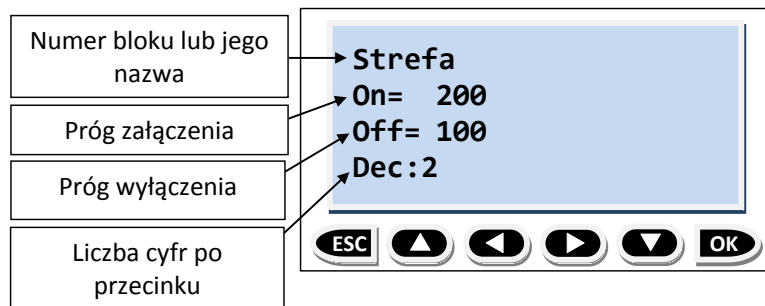 Numer bloku lub jego
nazwa
Próg załączenia
Próg wyłączenia
Liczba cyfr po
przecinku
Strefa
On= 200
Off= 100
Dec:2
ESC
OK